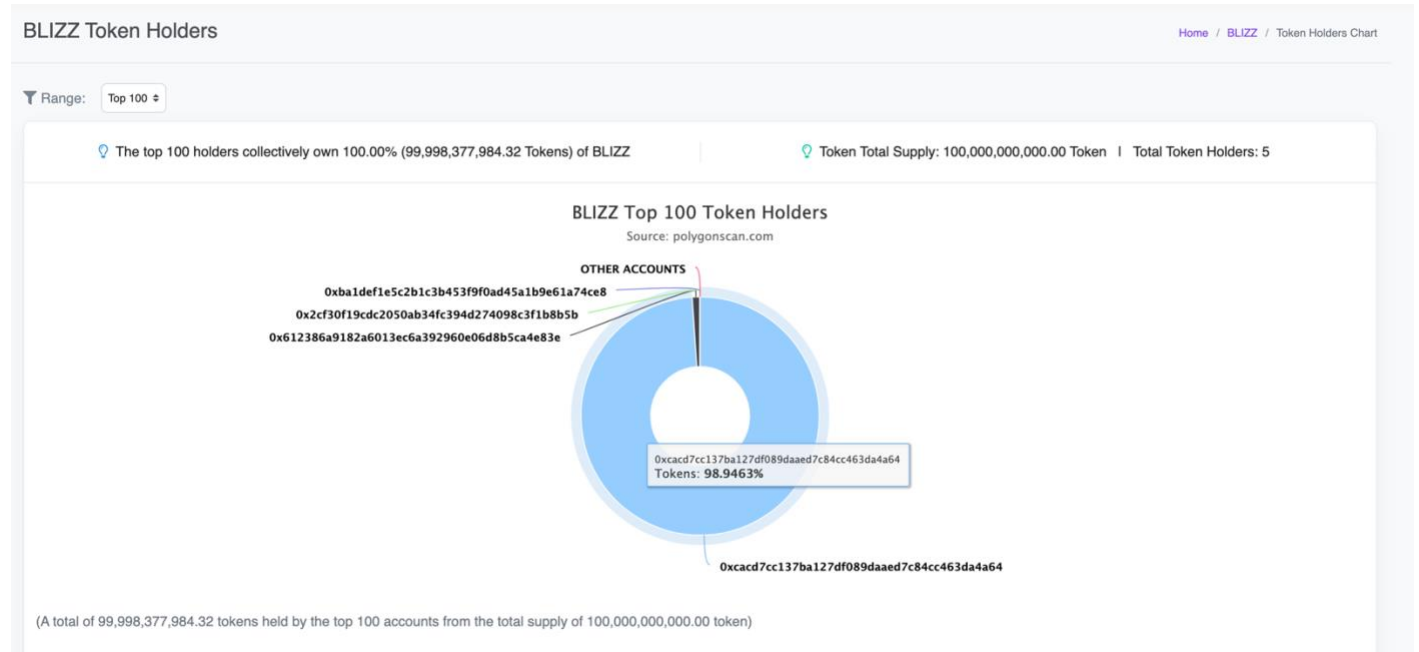 BLIZZ Token Holders
Home / BLIZZ / Token Holders Chart
Range: Top 100
The top 100 holders collectively own 100.00% (99,998,377,984.32 Tokens) of BLIZZ
Token Total Supply: 100,000,000,000.00 Token | Total Token Holders: 5
BLIZZ Top 100 Token Holders
Source: polygonscan.com
OTHER ACCOUNTS
0xba1def1e5c2b1c3b453f9f0ad45a1b9e61a74ce8
0x2cf30f19cdc2050ab34fc394d274098c3f1b8b5b
0x612386a9182a6013ec6a392960e06d8b5ca4e83e
0xcacd7cc137ba127df089daaed7c84cc463da4a64
Tokens: 98.9463%
0xcacd7cc137ba127df089daaed7c84cc463da4a64
(A total of 99,998,377,984.32 tokens held by the top 100 accounts from the total supply of 100,000,000,000.00 token)